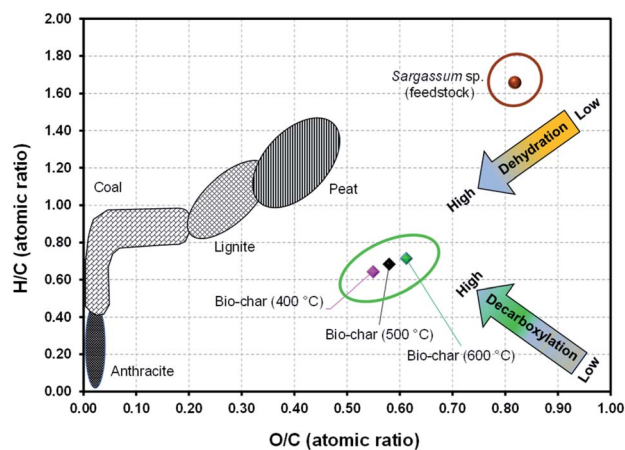 2.00
1.80
1.60
1.40
1.20
1.00
0.80
0.60
0.40
0.20
0.00
H/C (atomic ratio)
Sargassum sp.
(feedstock)
Low
Dehydration
High
Coal
Peat
Lignite
Anthracite
Bio-char (400 °C)
Bio-char (500 °C)
Bio-char (600 °C)
High
Decarboxylation
Low
0.00 0.10 0.20 0.30 0.40 0.50 0.60 0.70 0.80 0.90 1.00
O/C (atomic ratio)